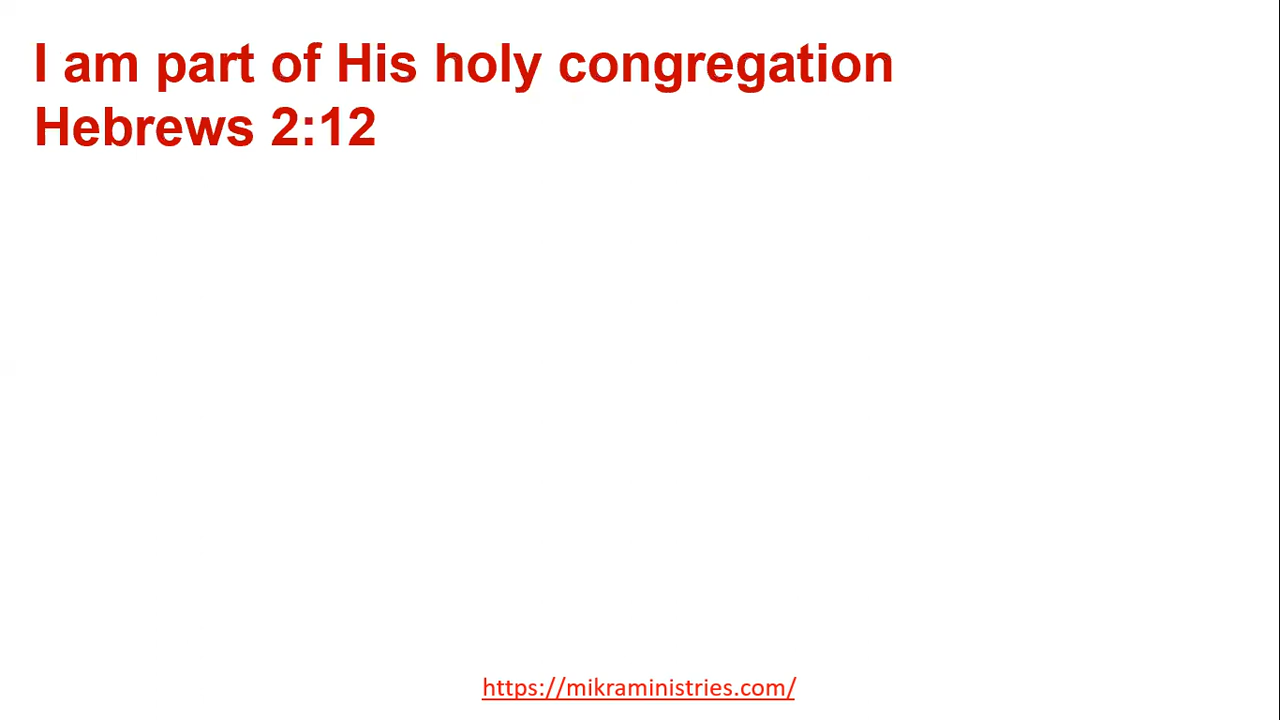 I am part of His holy congregation
Hebrews 2:12
https://mikraministries.com/